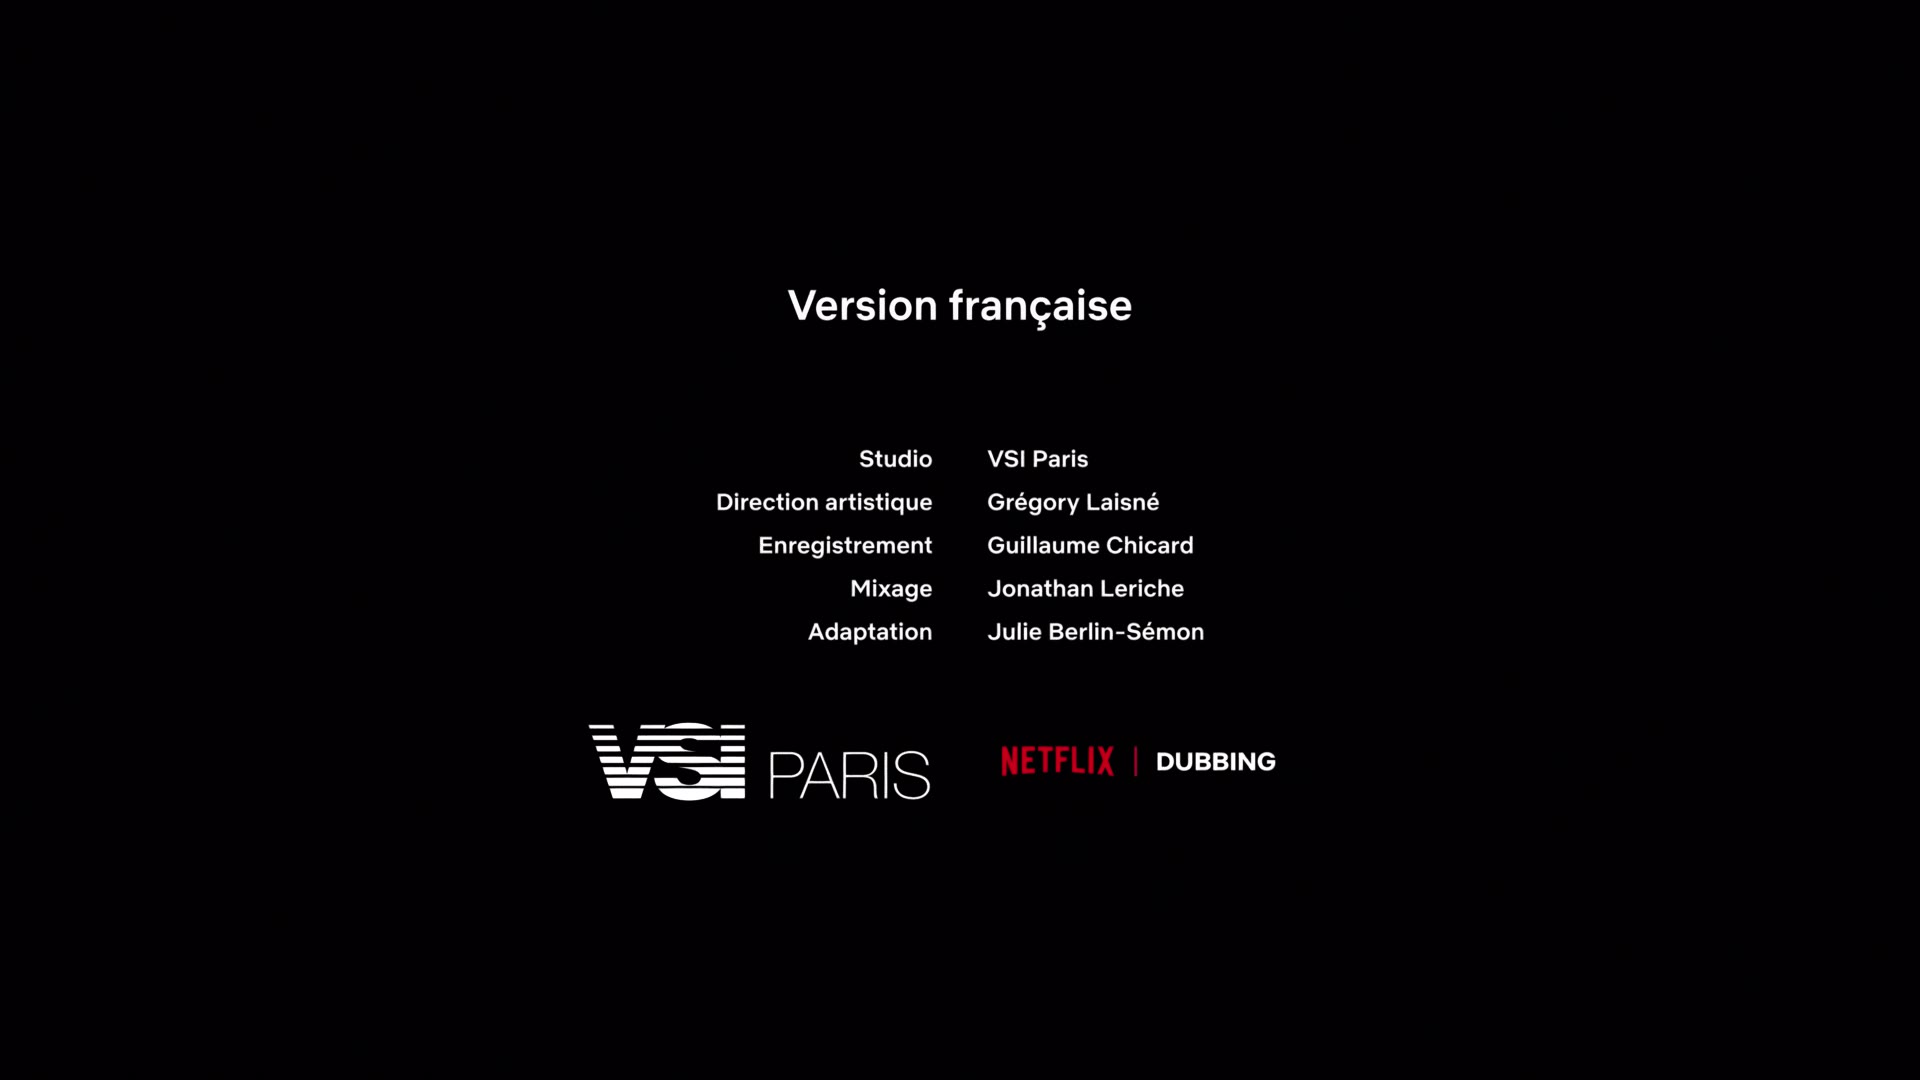 Version française
Studio VSI Paris
Direction artistique Grégory Laisné
Enregistrement Guillaume Chicard
Mixage Jonathan Leriche
Adaptation Julie Berlin-Sémon
VSI PARIS NETFLIX | DUBBING